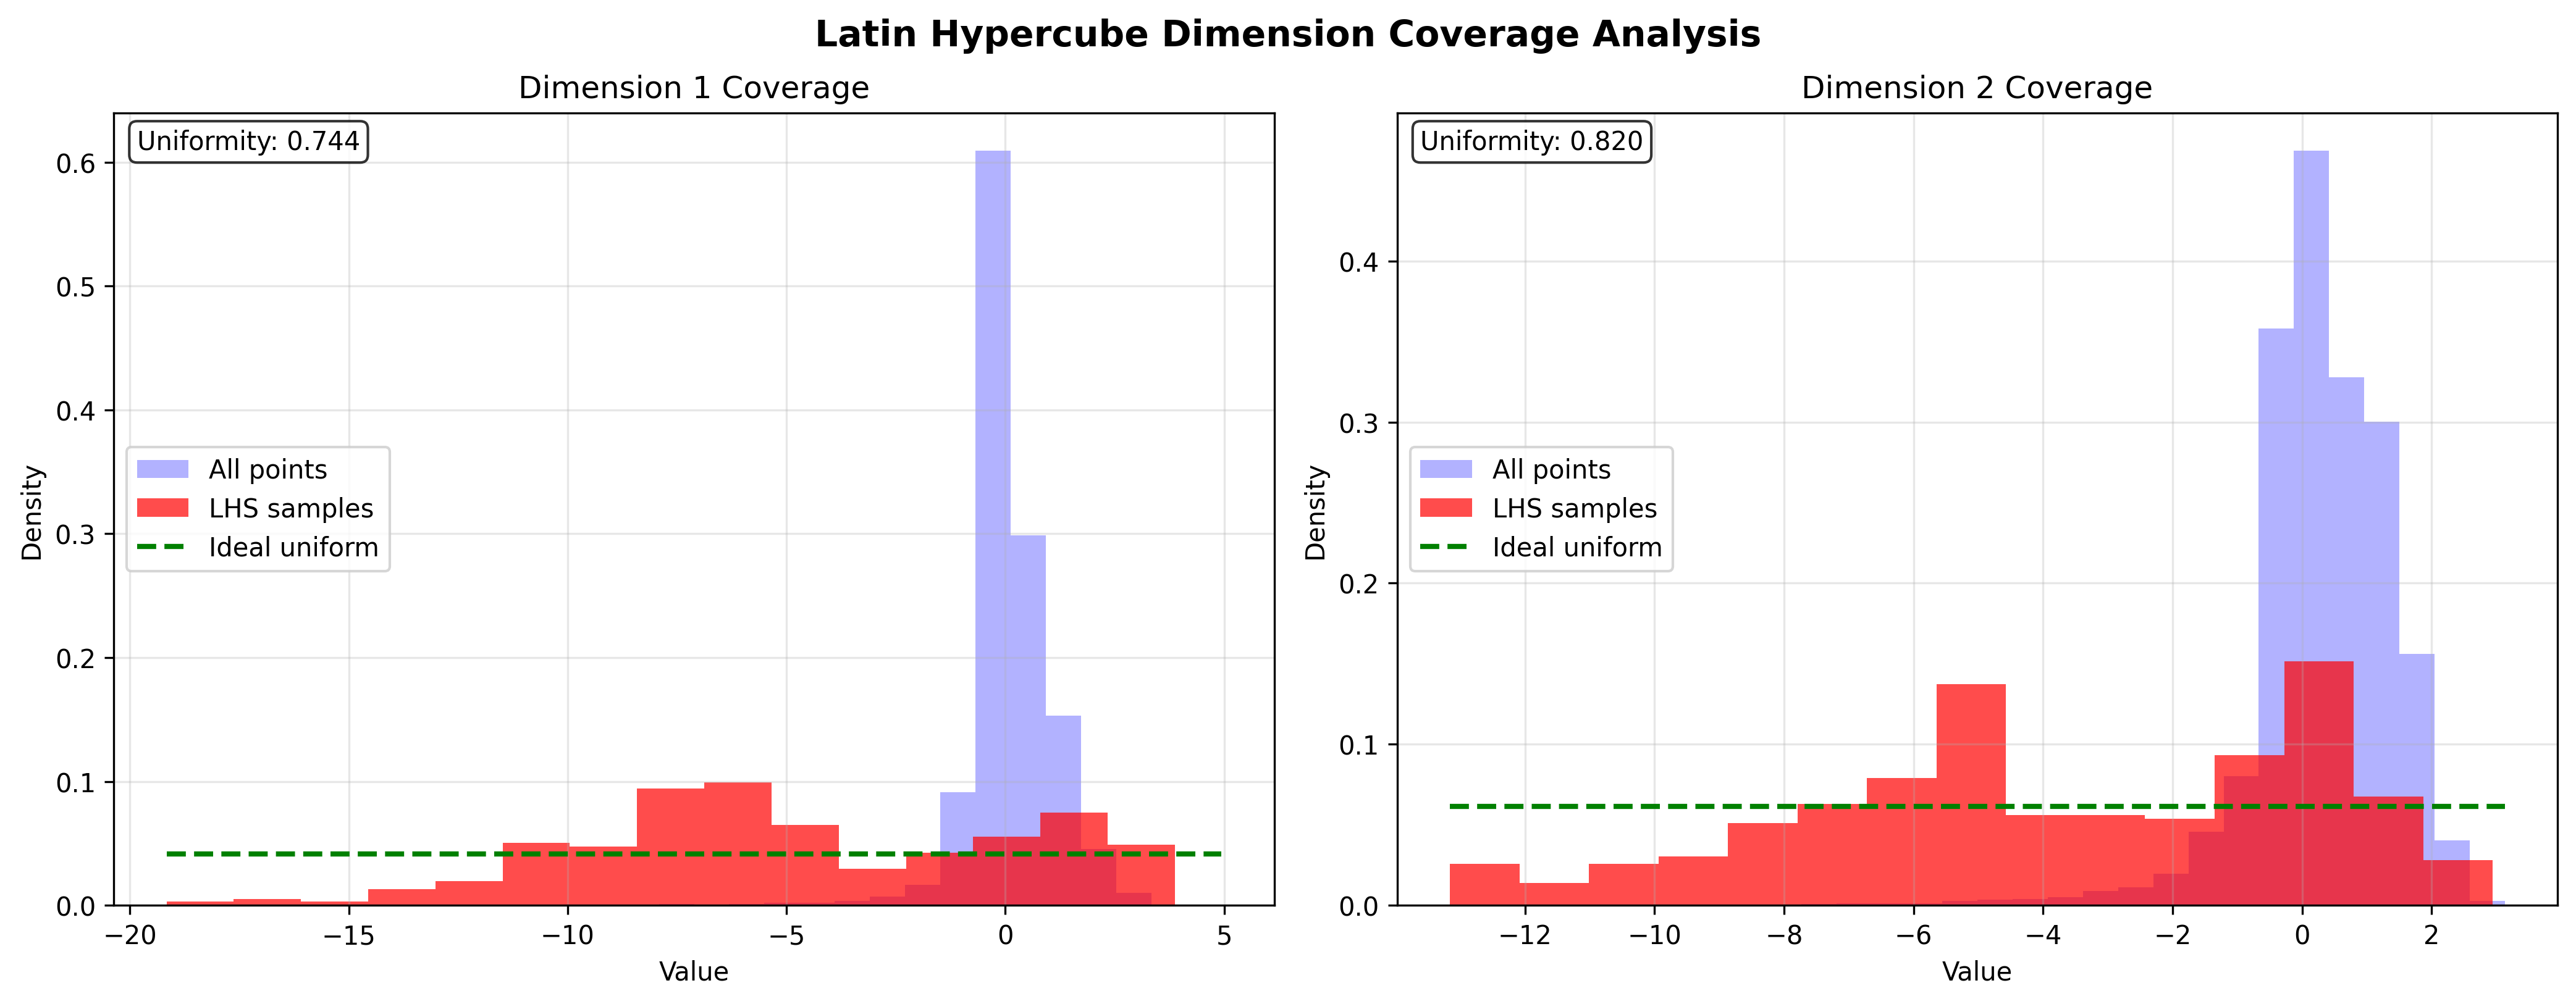 Latin Hypercube Dimension Coverage Analysis
Dimension 1 Coverage
Uniformity: 0.744
0.6
0.5
0.4
0.3
0.2
0.1
0.0
Density
All points
LHS samples
Ideal uniform
−20 −15 −10 −5 0 5
Value
Dimension 2 Coverage
Uniformity: 0.820
0.4
0.3
0.2
0.1
0.0
Density
All points
LHS samples
Ideal uniform
−12 −10 −8 −6 −4 −2 0 2
Value